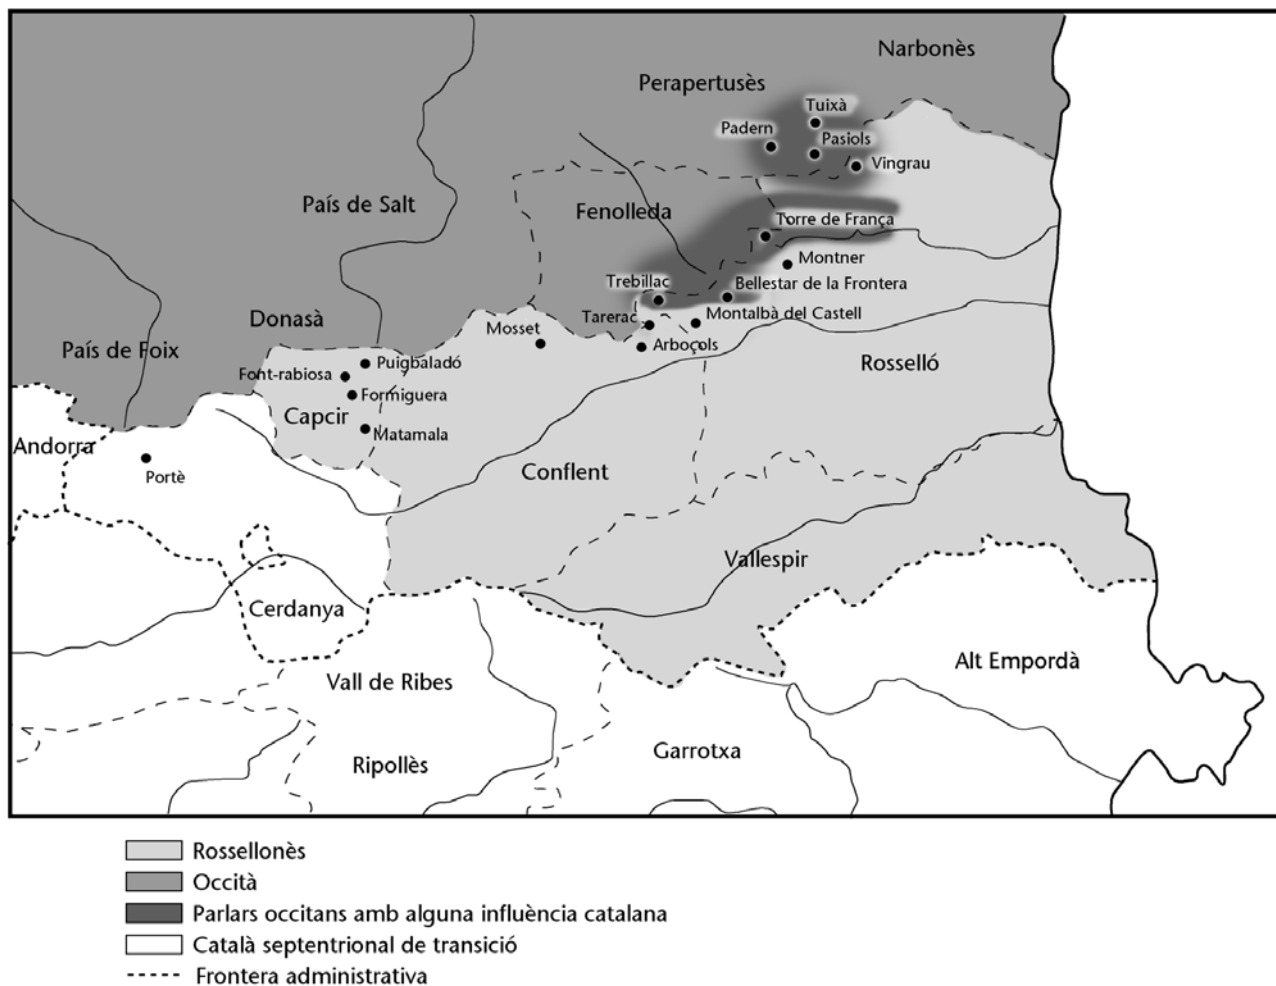 Narbonès
Perapertusès
Tuixà
Padern
Pasiols
Vingrau
País de Salt
Fenolleda
Torre de França
Montner
Trebillac
Bellestar de la Frontera
Donasà
Tarerac
Montalbà del Castell
Mosset
País de Foix
Arboçols
Puigbaladó
Rosselló
Font-rabiosa
Formiguera
Capcir
Matamala
Andorra
Portè
Conflent
Vallespir
Cerdanya
Alt Empordà
Vall de Ribes
Garrotxa
Ripollès
Rossellonès
Occità
Parlars occitans amb alguna influència catalana
Català septentrional de transició
Frontera administrativa